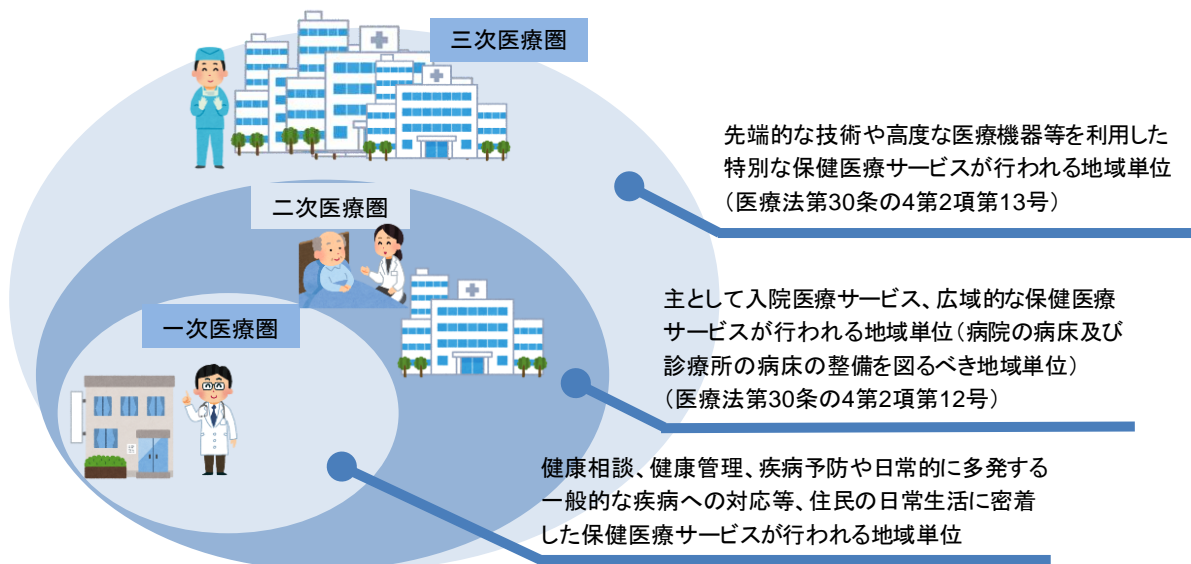 三次医療圏
先端的な技術や高度な医療機器等を利用した
特別な保健医療サービスが行われる地域単位
（医療法第30条の4第2項第13号）
二次医療圏
主として入院医療サービス、広域的な保健医療
サービスが行われる地域単位（病院の病床及び
診療所の病床の整備を図るべき地域単位）
（医療法第30条の4第2項第12号）
一次医療圏
健康相談、健康管理、疾病予防や日常的に多発する
一般的な疾病への対応等、住民の日常生活に密着
した保健医療サービスが行われる地域単位